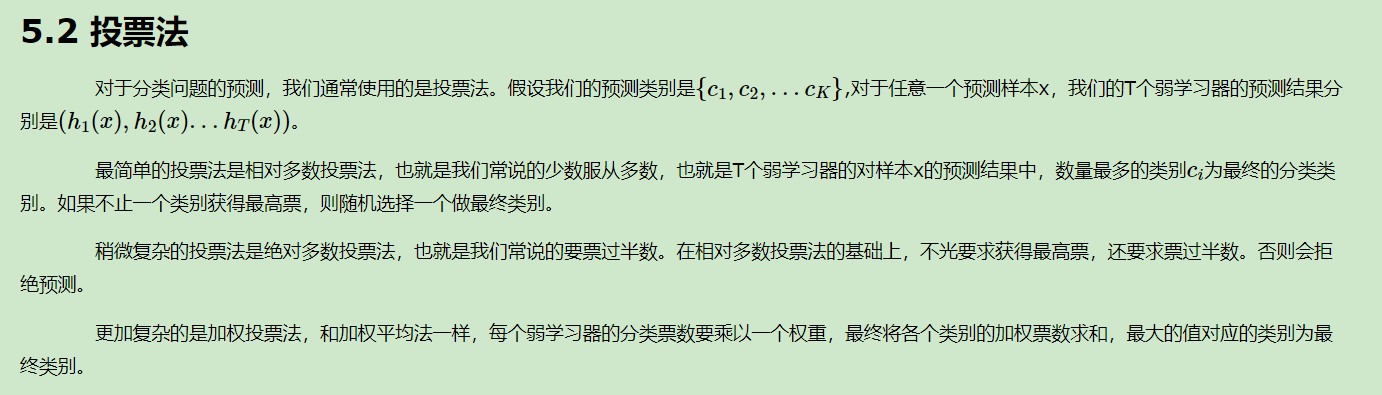 5.2 投票法
对于分类问题的预测，我们通常使用的是投票法。假设我们的预测类别是{c₁, c₂, . . . c_K},对于任意一个预测样本x，我们的T个弱学习器的预测结果分
别是(h₁(x), h₂(x). . . h_T(x))。
最简单的投票法是相对多数投票法，也就是我们常说的少数服从多数，也就是T个弱学习器的对样本x的预测结果中，数量最多的类别c_i为最终的分类类
别。如果不止一个类别获得最高票，则随机选择一个做最终类别。
稍微复杂的投票法是绝对多数投票法，也就是我们常说的要票过半数。在相对多数投票法的基础上，不光要求获得最高票，还要求票过半数。否则会拒
绝预测。
更加复杂的是加权投票法，和加权平均法一样，每个弱学习器的分类票数要乘以一个权重，最终将各个类别的加权票数求和，最大的值对应的类别为最
终类别。